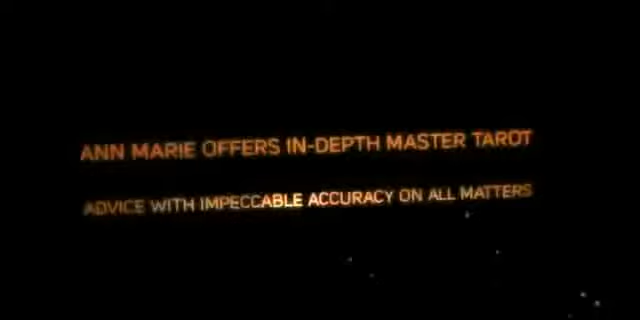 ANN MARIE OFFERS IN-DEPTH MASTER TAROT
ADVICE WITH IMPECCABLE ACCURACY ON ALL MATTERS